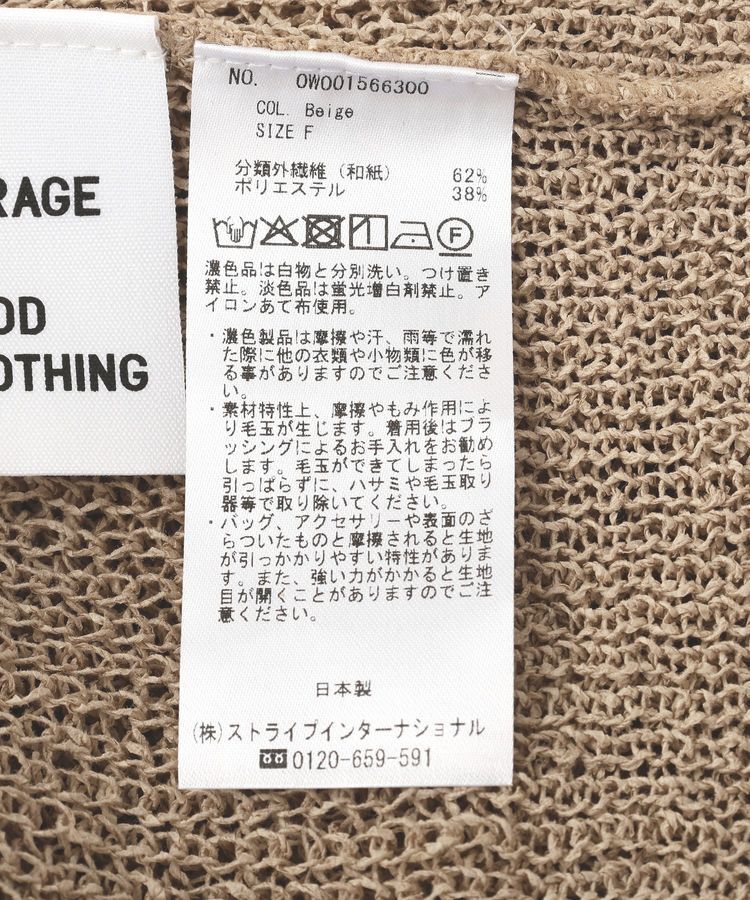 RAGE
OD
OTHING
NO. OW001566300
COL. Beige
SIZE F
分類外繊維（和紙） 62%
ポリエステル 38%
F
濃色品は白物と分別洗い。つけ置き
禁止。淡色品は蛍光増白剤禁止。ア
イロンあて布使用。
・濃色製品は摩擦や汗、雨等で濡れ
た際に他の衣類や小物類に色が移
る事がありますのでご注意くださ
い。
・素材特性上、摩擦やもみ作用によ
り毛玉が生じます。着用後はブラ
ッシングによるお手入れをお勧め
します。毛玉ができてしまったら
引っぱらずに、ハサミや毛玉取り
器等で取り除いてください。
・バッグ、アクセサリーや表面のざ
らついたものと摩擦されると生地
が引っかかりやすい特性がありま
す。また、強い力がかかると生地
目が開くことがありますのでご注
意ください。
日本製
(株)ストライプインターナショナル
0120-659-591